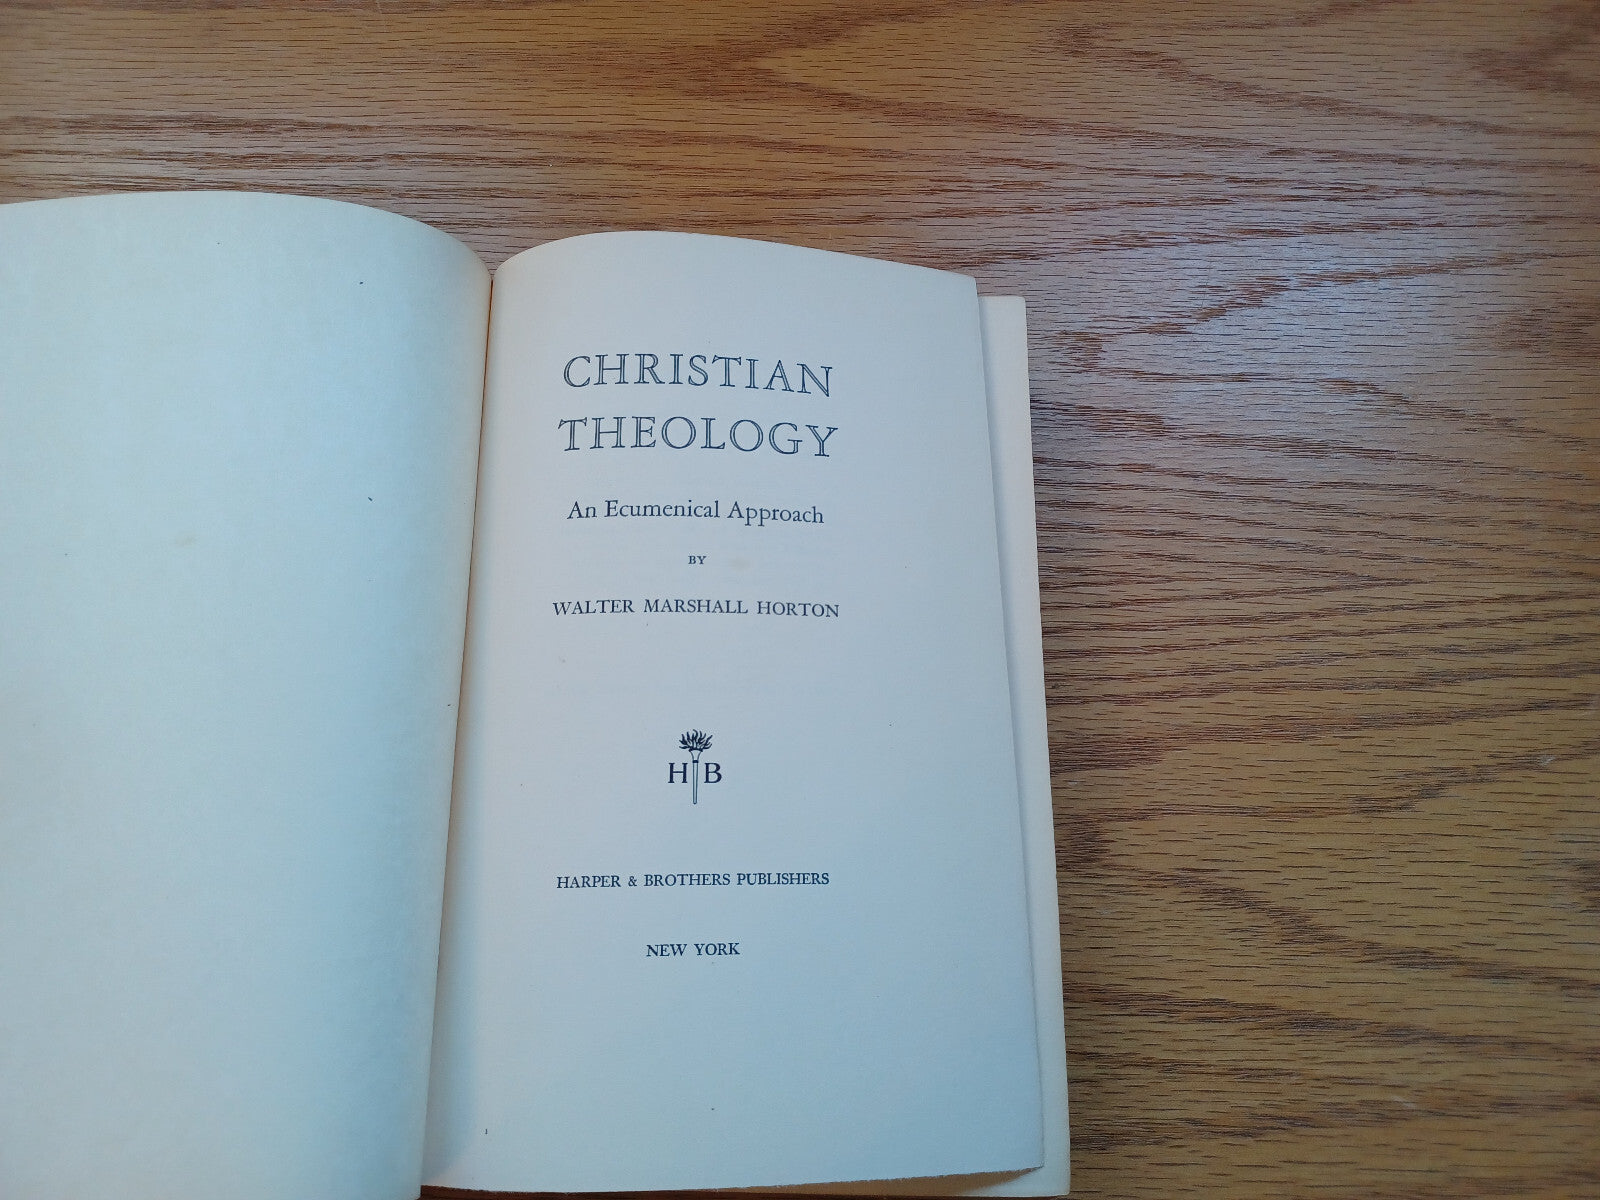 CHRISTIAN
THEOLOGY
An Ecumenical Approach
BY
WALTER MARSHALL HORTON
H B
HARPER & BROTHERS PUBLISHERS
NEW YORK